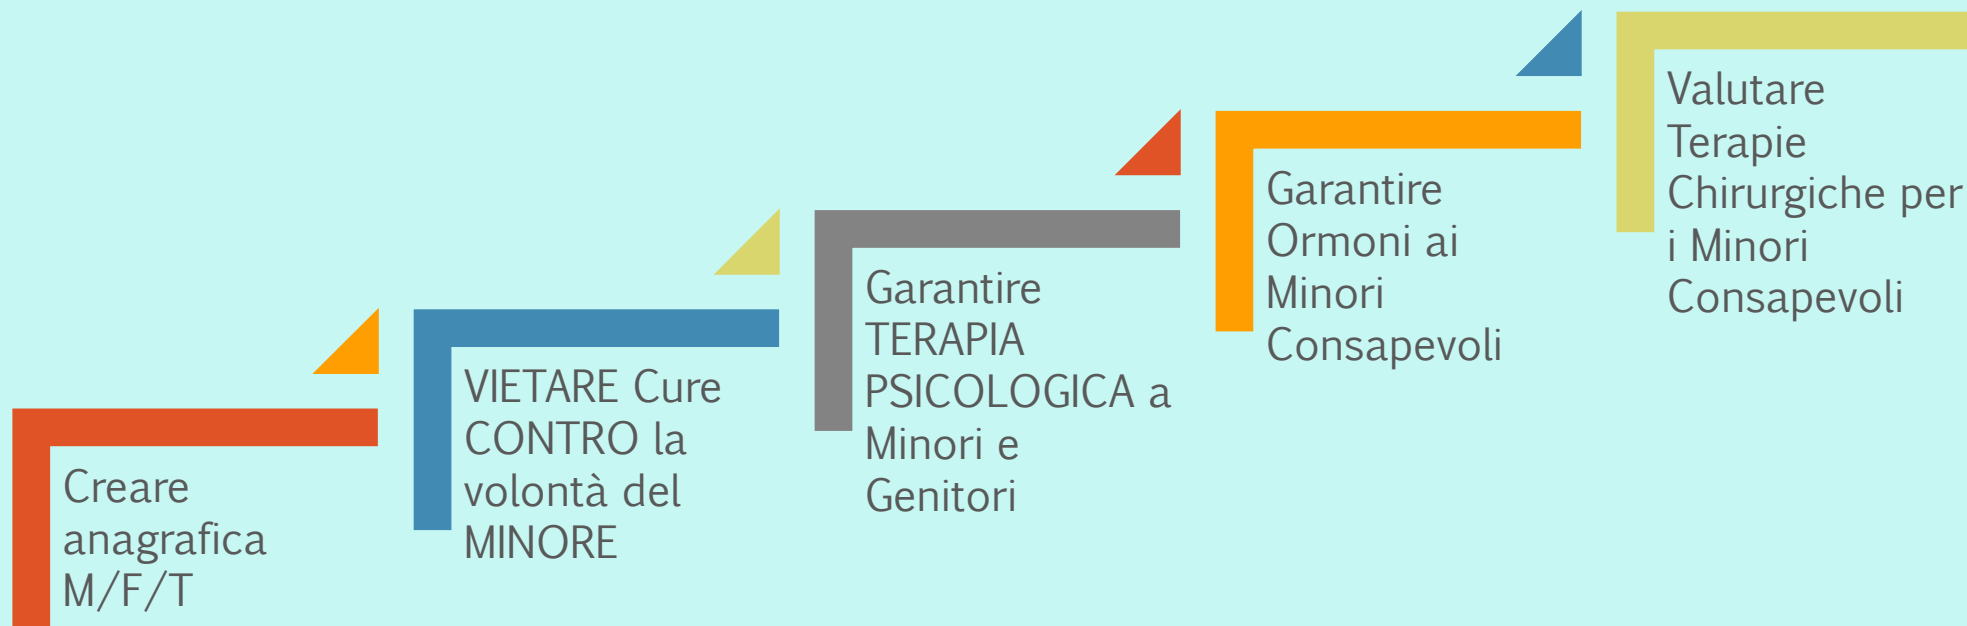 Creare
anagrafica
M/F/T
VIETARE Cure
CONTRO la
volontà del
MINORE
Garantire
TERAPIA
PSICOLOGICA a
Minori e
Genitori
Garantire
Ormoni ai
Minori
Consapevoli
Valutare
Terapie
Chirurgiche per
i Minori
Consapevoli